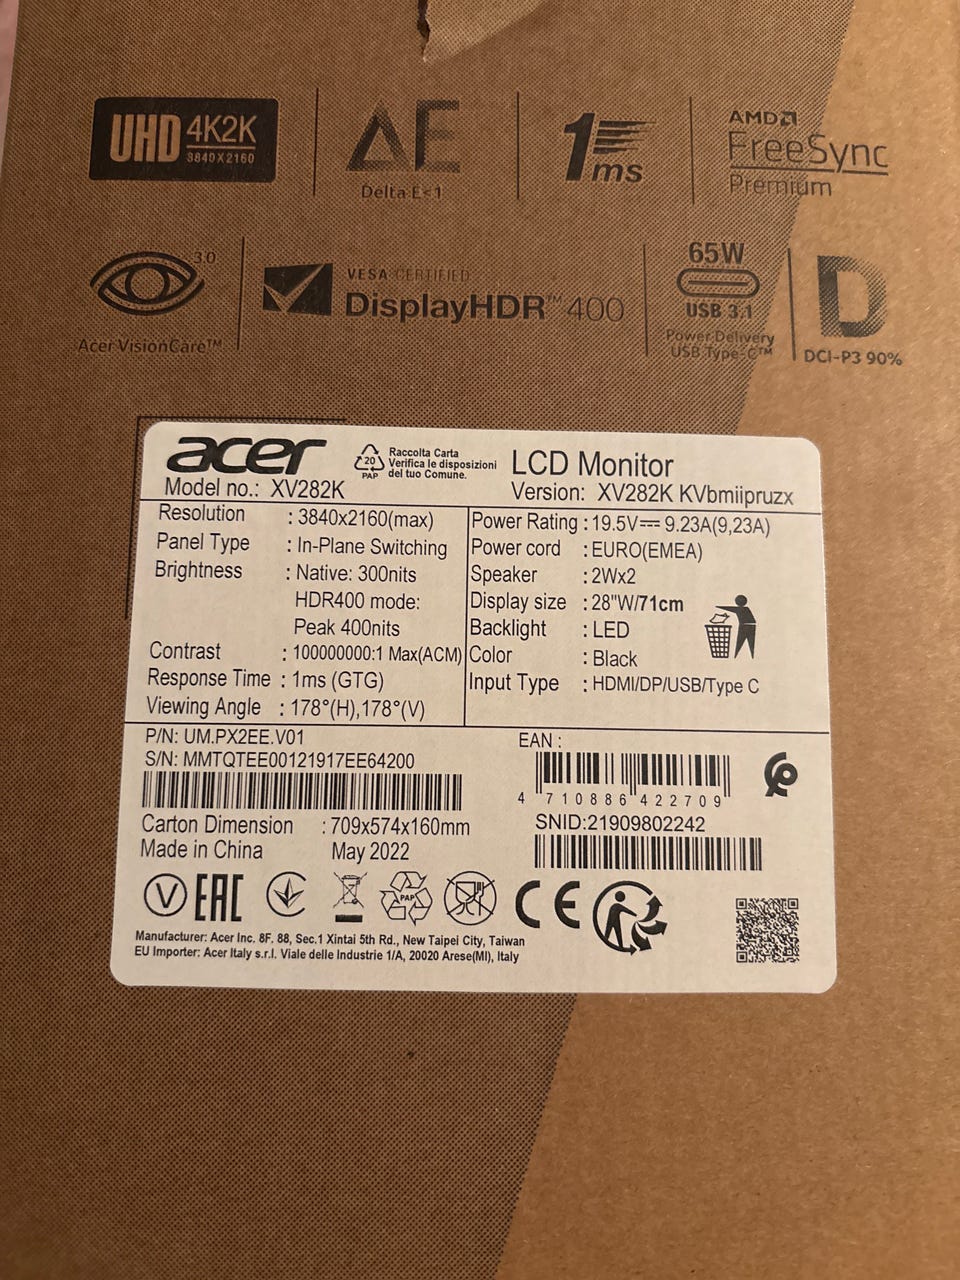 UHD 4K2K
3840X2160
ΔE
Delta E<1
1ms
AMD
FreeSync
Premium
3.0
Acer VisionCare™
VESA CERTIFIED
DisplayHDR™ 400
65W
USB 3.1
Power Delivery
USB Type-C™
D
DCI-P3 90%
acer
20
PAP
Raccolta Carta
Verifica le disposizioni
del tuo Comune.
LCD Monitor
Model no.: XV282K
Version: XV282K KVbmiipruzx
Resolution : 3840x2160(max)
Panel Type : In-Plane Switching
Brightness : Native: 300nits
HDR400 mode:
Peak 400nits
Contrast : 100000000:1 Max(ACM)
Response Time : 1ms (GTG)
Viewing Angle : 178°(H),178°(V)
Power Rating : 19.5V⎓ 9.23A(9,23A)
Power cord : EURO(EMEA)
Speaker : 2Wx2
Display size : 28"W/71cm
Backlight : LED
Color : Black
Input Type : HDMI/DP/USB/Type C
P/N: UM.PX2EE.V01
S/N: MMTQTEE00121917EE64200
EAN :
4 710886 422709
Carton Dimension : 709x574x160mm
Made in China May 2022
SNID:21909802242
V EAC PAP CE
Manufacturer: Acer Inc. 8F. 88, Sec.1 Xintai 5th Rd., New Taipei City, Taiwan
EU Importer: Acer Italy s.r.l. Viale delle Industrie 1/A, 20020 Arese(MI), Italy